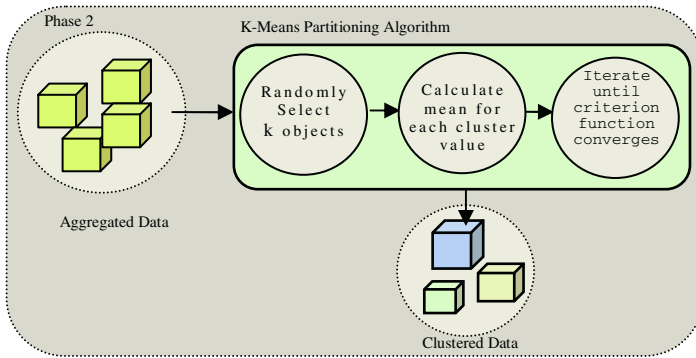 Phase 2
K-Means Partitioning Algorithm
Randomly
Select
k objects
Calculate
mean for
each cluster
value
Iterate
until
criterion
function
converges
Aggregated Data
Clustered Data